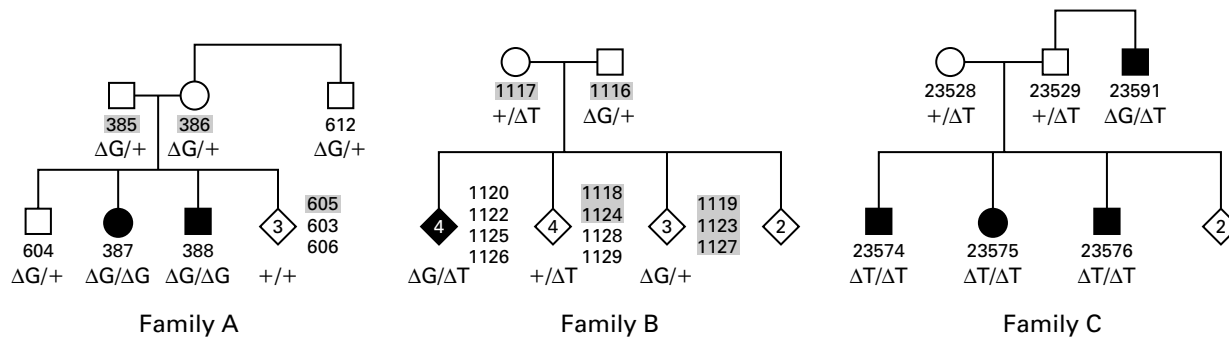 385
ΔG/+
386
ΔG/+
612
ΔG/+
604
ΔG/+
387
ΔG/ΔG
388
ΔG/ΔG
3
+/+
605
603
606
Family A
1117
+/ΔT
1116
ΔG/+
4
ΔG/ΔT
1120
1122
1125
1126
4
+/ΔT
1118
1124
1128
1129
3
ΔG/+
1119
1123
1127
2
Family B
23528
+/ΔT
23529
+/ΔT
23591
ΔG/ΔT
23574
ΔT/ΔT
23575
ΔT/ΔT
23576
ΔT/ΔT
2
Family C